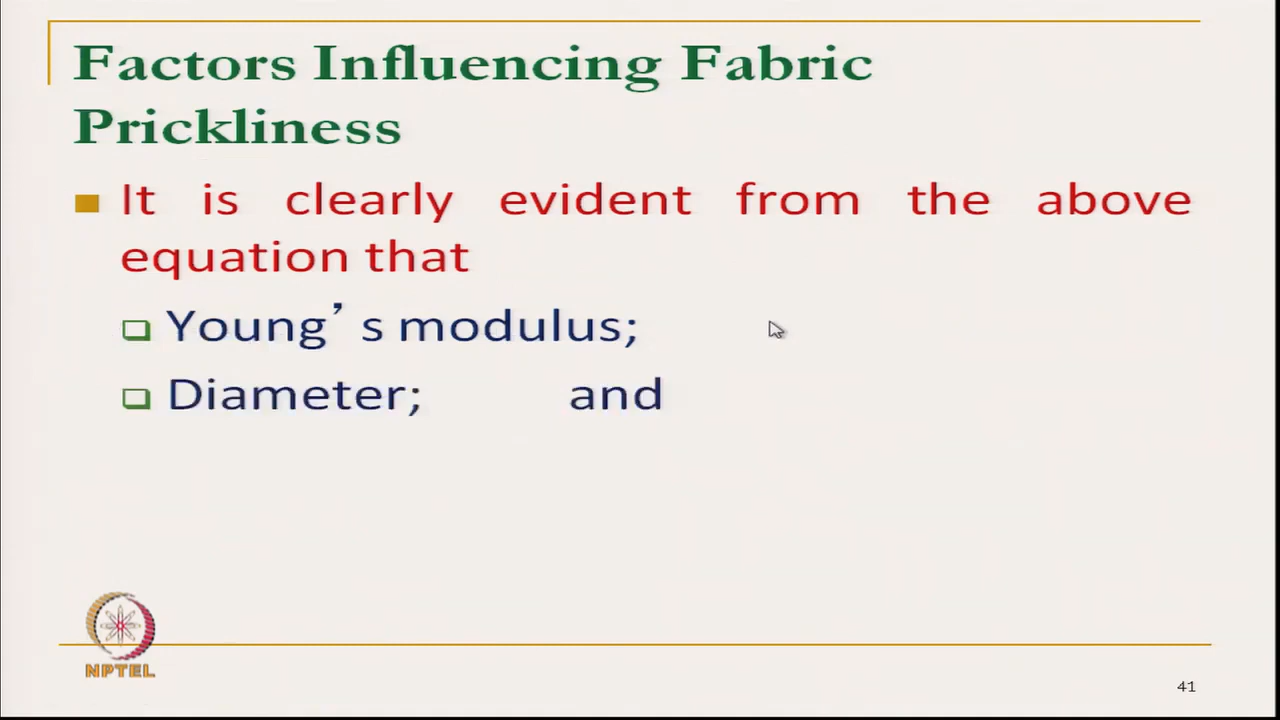 Factors Influencing Fabric
Prickliness
It is clearly evident from the above
equation that
Young’s modulus;
Diameter; and
NPTEL
41